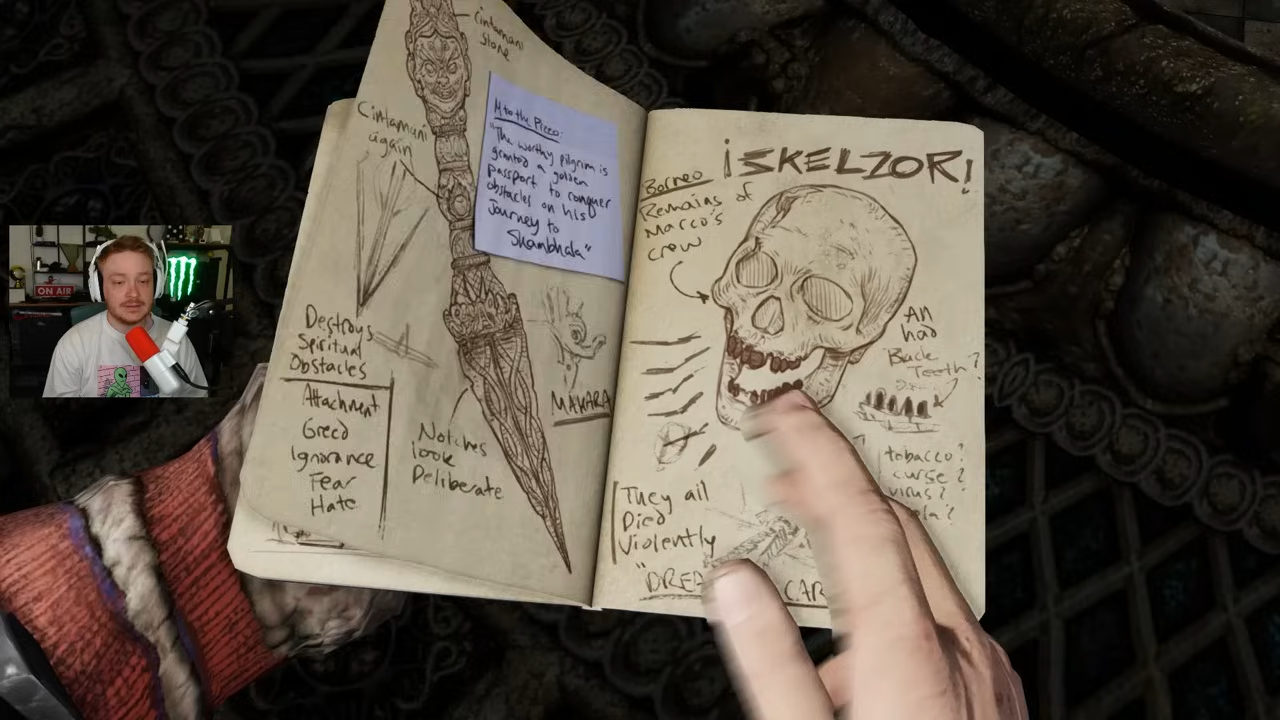 Cintamani
Stone
Cintamani
again
M to the Pizzo:
"The worthy pilgrim is
granted a golden
passport to conquer
obstacles on his
journey to
Shambhala"
Destroys
Spiritual
Obstacles
Attachment
Greed
Ignorance
Fear
Hate
Notches
look
Deliberate
MAKARA
¡SKELZOR!
Borneo
Remains of
Marco's
crew
All
had
Black
Teeth?
tobacco?
curse?
virus?
They all
Died
Violently
ON AIR